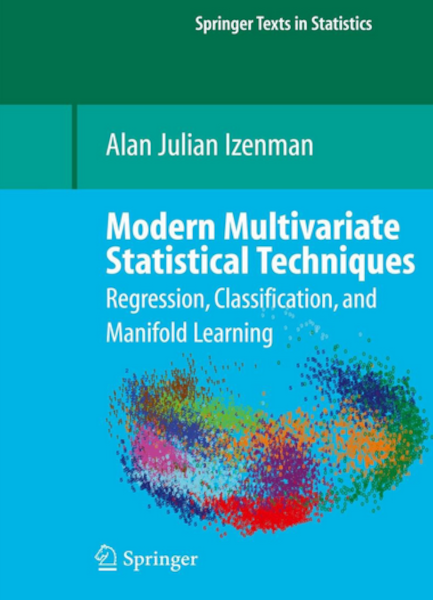 Springer Texts in Statistics
Alan Julian Izenman
Modern Multivariate
Statistical Techniques
Regression, Classification, and
Manifold Learning
Springer